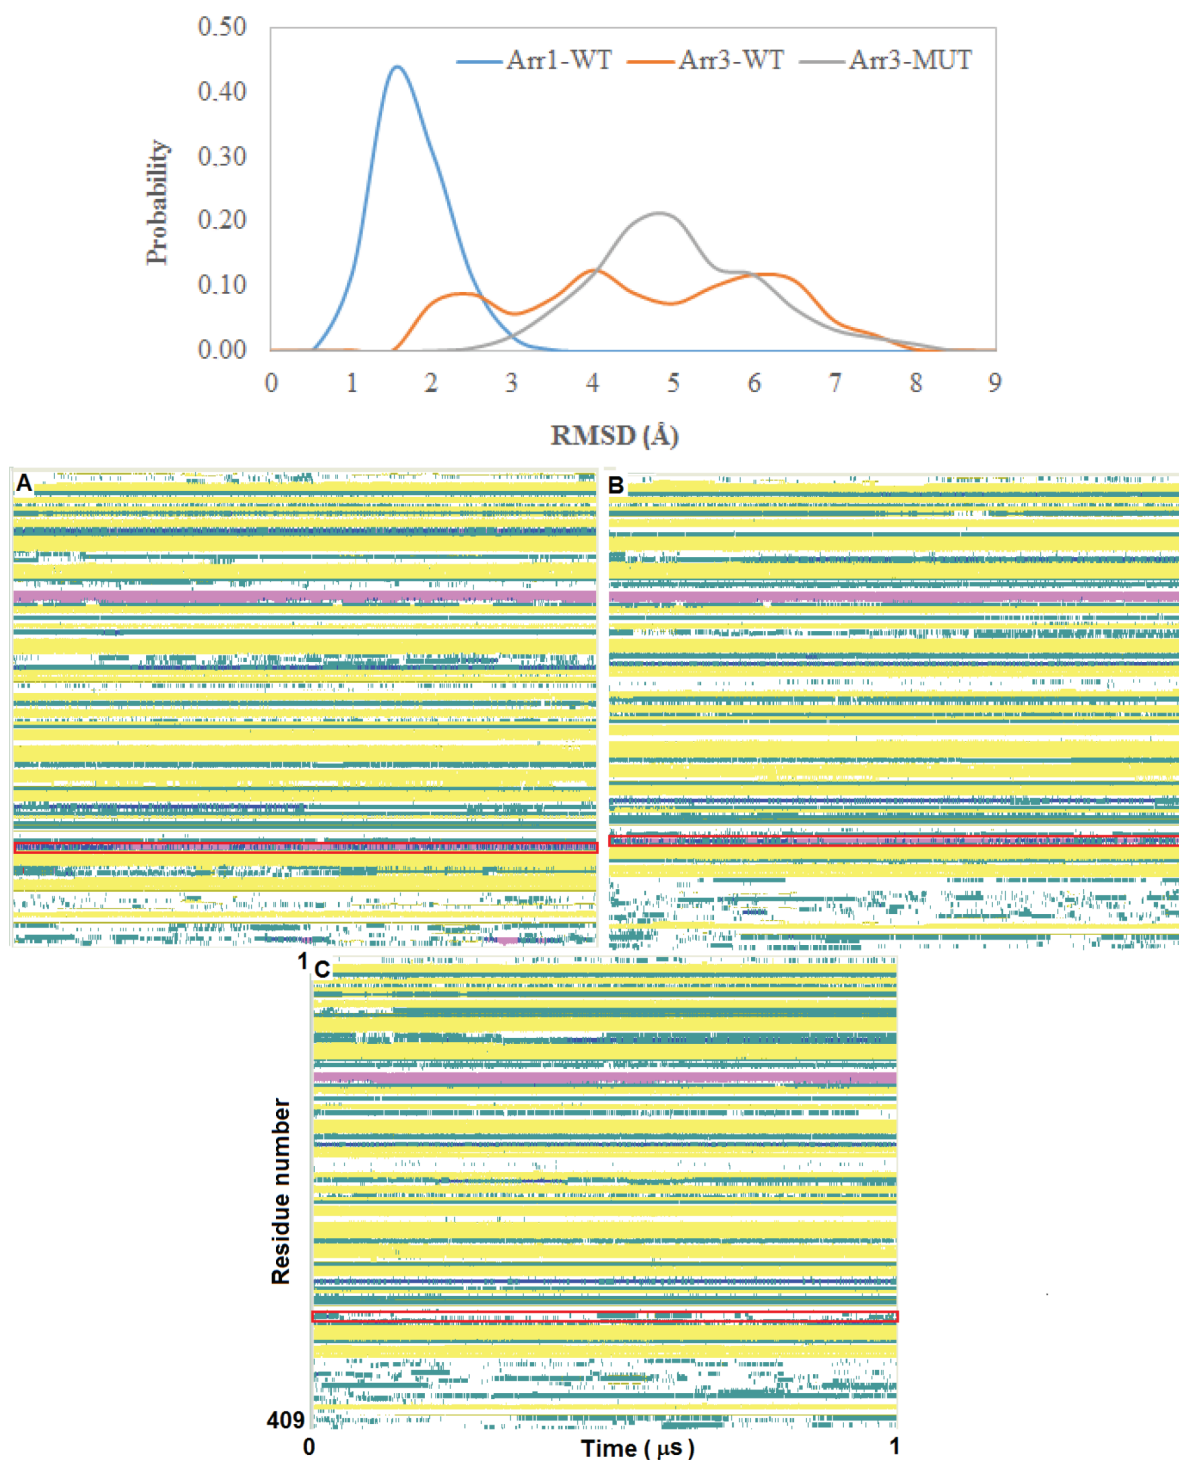 0.50
Arr1-WT Arr3-WT Arr3-MUT
0.40
0.30
0.20
0.10
0.00
Probability
0 1 2 3 4 5 6 7 8 9
RMSD (Å)
A
B
1
C
Residue number
409
0
Time ( μs )
1